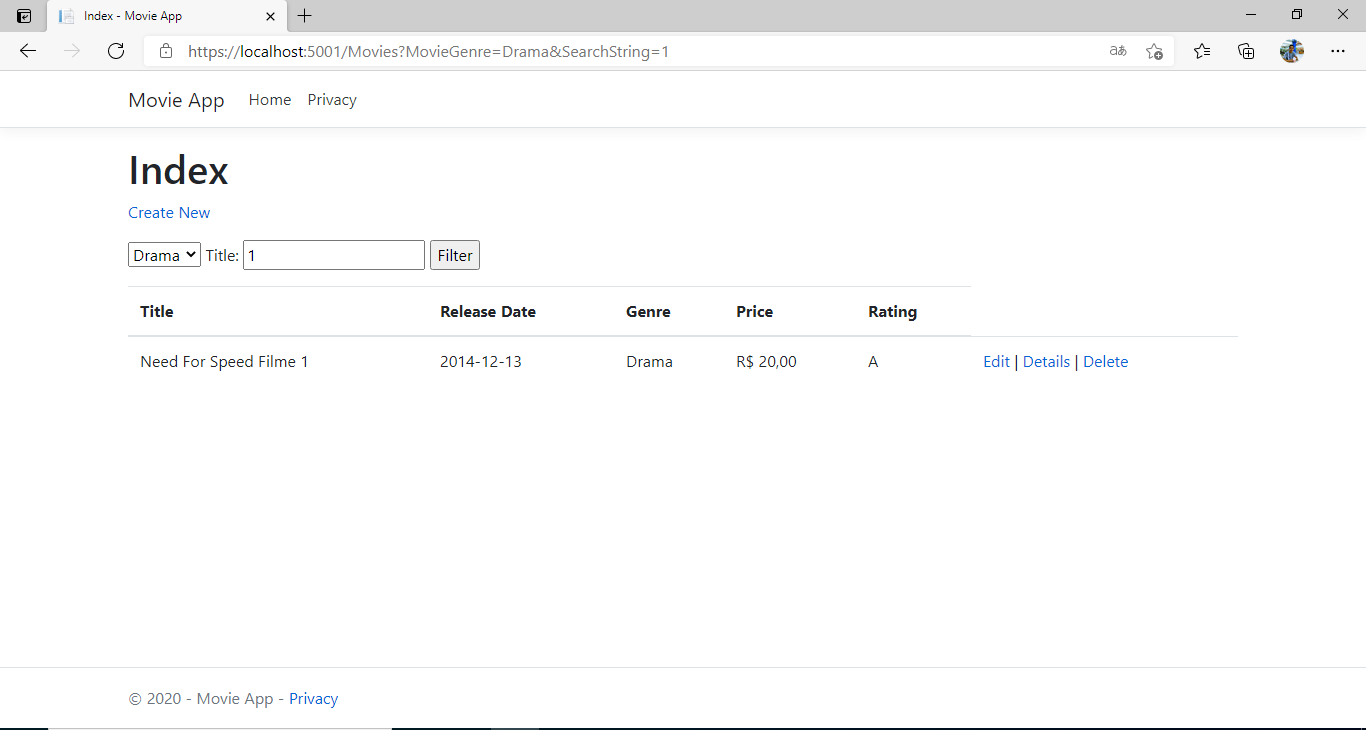 Index - Movie App
https://localhost:5001/Movies?MovieGenre=Drama&SearchString=1 aあ
Movie App Home Privacy
Index
Create New
Drama Title: 1 Filter
Title Release Date Genre Price Rating
Need For Speed Filme 1 2014-12-13 Drama R$ 20,00 A Edit | Details | Delete
© 2020 - Movie App - Privacy